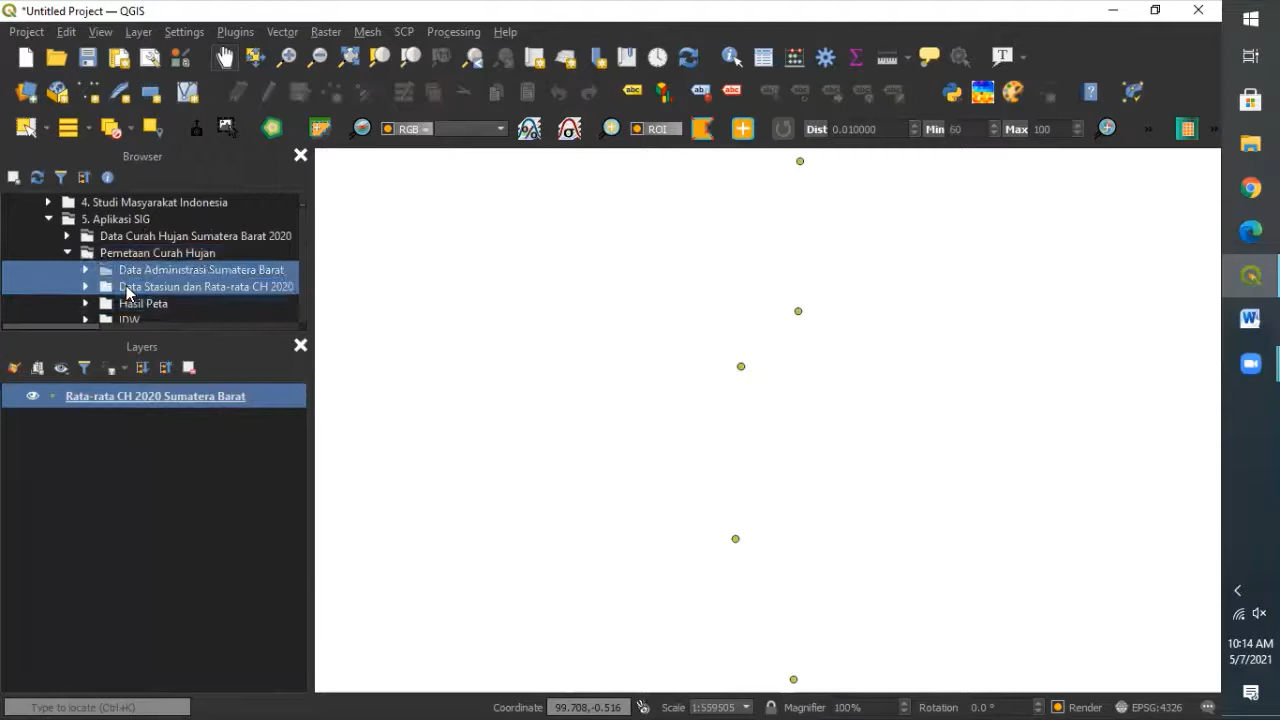 *Untitled Project — QGIS
Project Edit View Layer Settings Plugins Vector Raster Mesh SCP Processing Help
abc abc abc
RGB = Dist 0.010000 Min 60 Max 100
ROI
Browser
4. Studi Masyarakat Indonesia
5. Aplikasi SIG
Data Curah Hujan Sumatera Barat 2020
Pemetaan Curah Hujan
Data Administrasi Sumatera Barat
Data Stasiun dan Rata-rata CH 2020
Hasil Peta
IDW
Layers
Rata-rata CH 2020 Sumatera Barat
Type to locate (Ctrl+K) Coordinate 99.708,-0.516 Scale 1:559505 Magnifier 100% Rotation 0.0 ° Render EPSG:4326
10:14 AM
5/7/2021